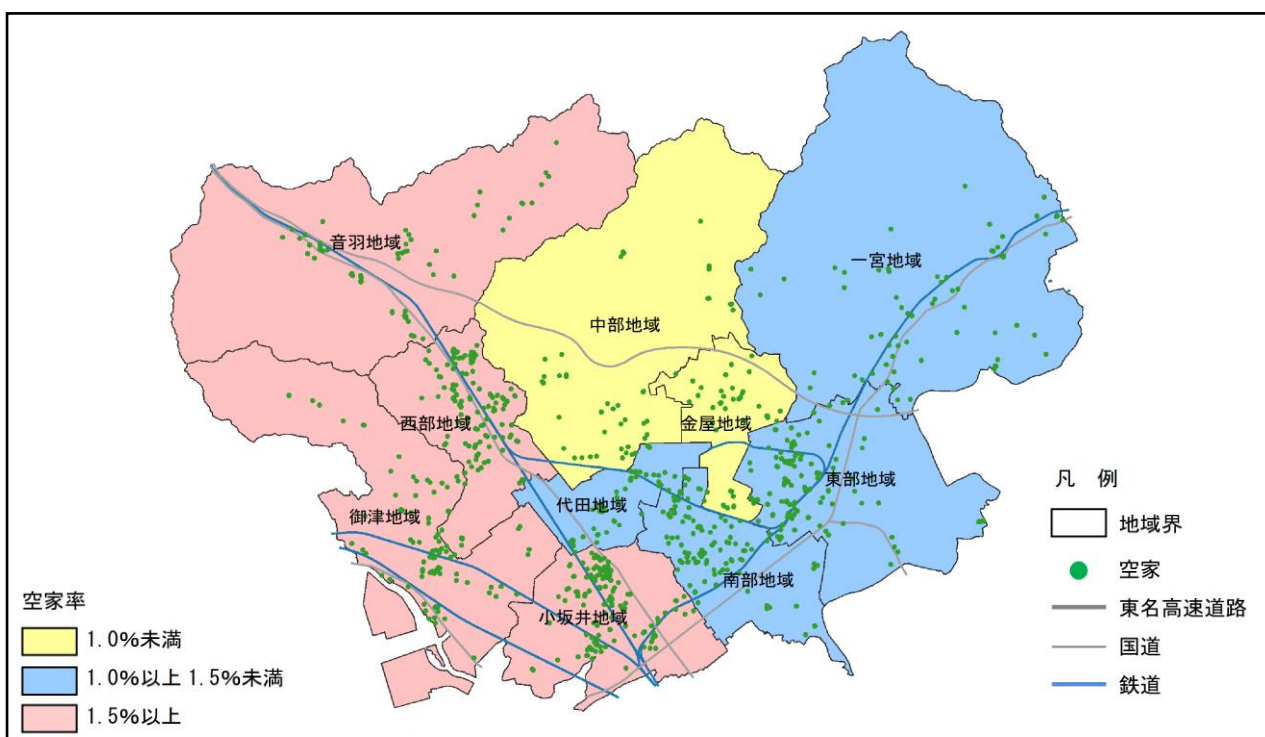 音羽地域
一宮地域
中部地域
西部地域
金屋地域
東部地域
代田地域
御津地域
南部地域
小坂井地域
空家率
1.0%未満
1.0%以上 1.5%未満
1.5%以上
凡 例
地域界
空家
東名高速道路
国道
鉄道